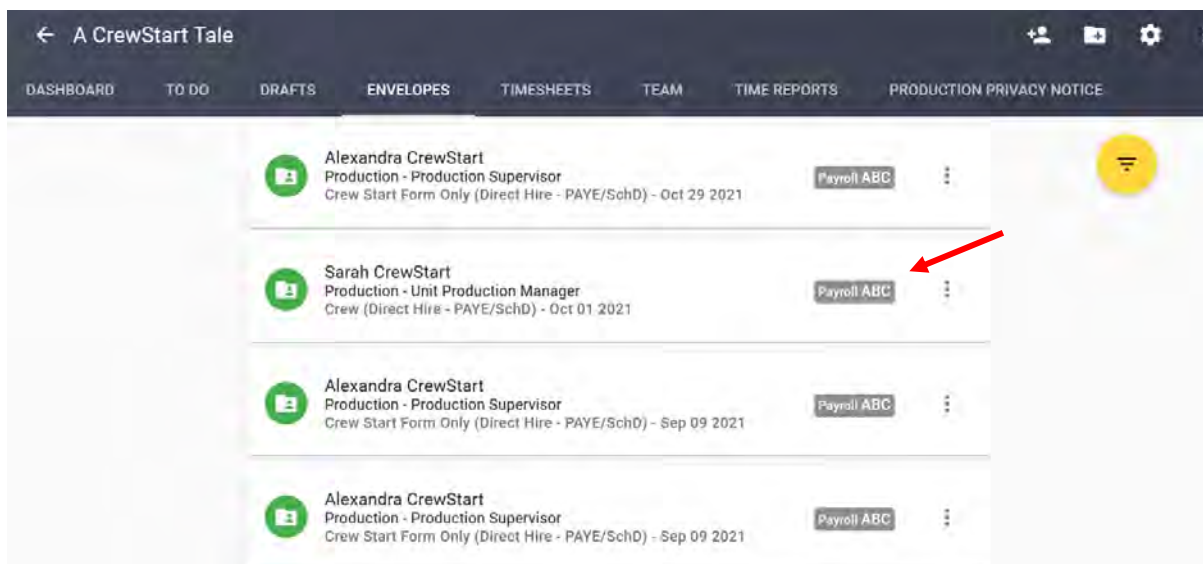 A CrewStart Tale
DASHBOARD TO DO DRAFTS ENVELOPES TIMESHEETS TEAM TIME REPORTS PRODUCTION PRIVACY NOTICE
Alexandra CrewStart
Production - Production Supervisor
Crew Start Form Only (Direct Hire - PAYE/SchD) - Oct 29 2021
Payroll ABC
Sarah CrewStart
Production - Unit Production Manager
Crew (Direct Hire - PAYE/SchD) - Oct 01 2021
Payroll ABC
Alexandra CrewStart
Production - Production Supervisor
Crew Start Form Only (Direct Hire - PAYE/SchD) - Sep 09 2021
Payroll ABC
Alexandra CrewStart
Production - Production Supervisor
Crew Start Form Only (Direct Hire - PAYE/SchD) - Sep 09 2021
Payroll ABC